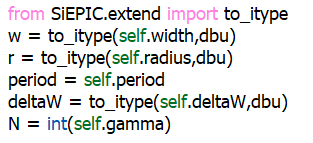 from SiEPIC.extend import to_itype
w = to_itype(self.width,dbu)
r = to_itype(self.radius,dbu)
period = self.period
deltaW = to_itype(self.deltaW,dbu)
N = int(self.gamma)